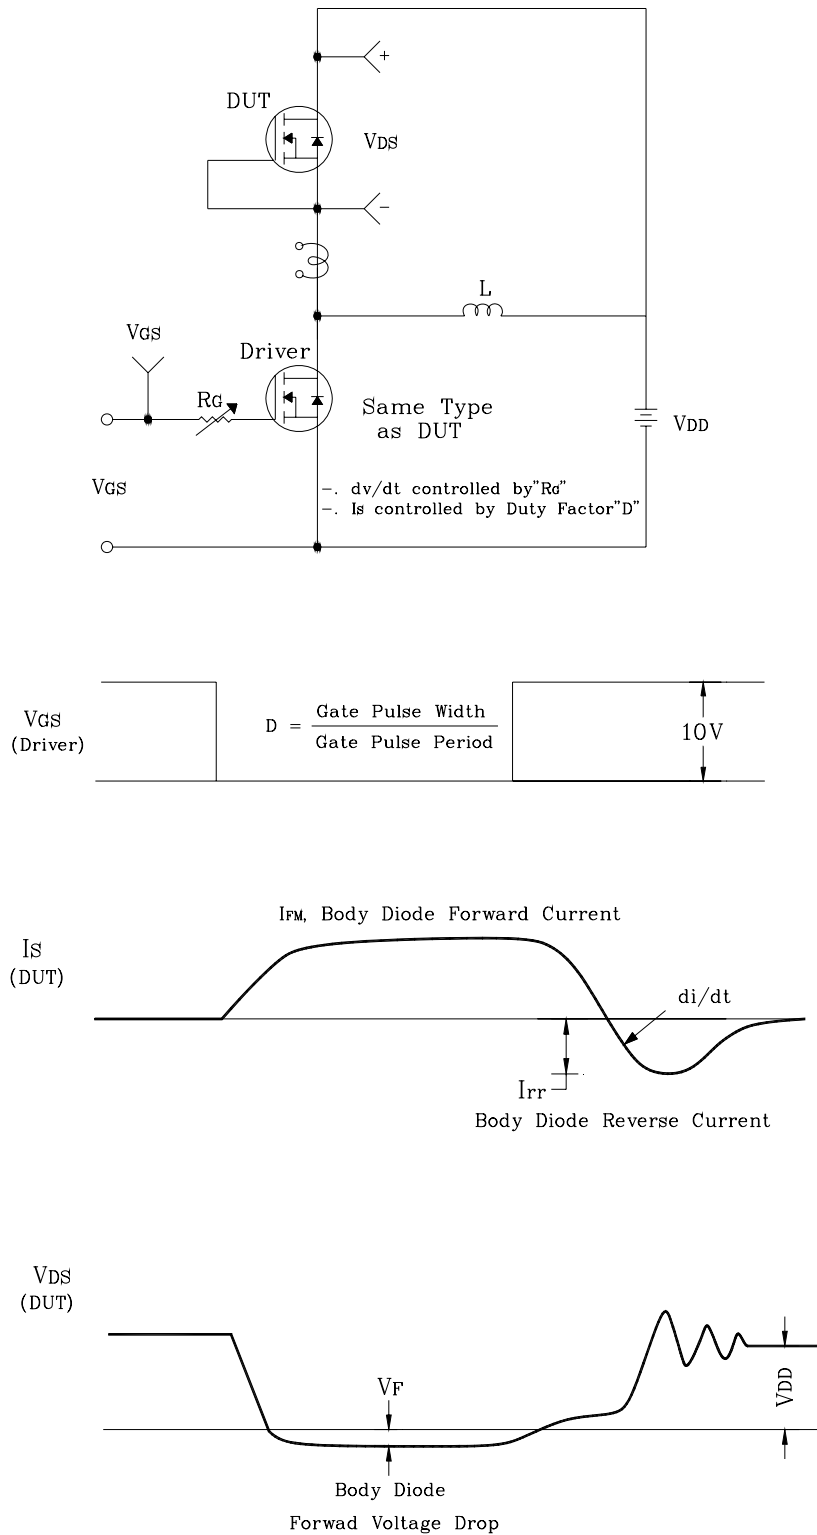 +
DUT
VDS
-
L
VGS
Driver
RG
Same Type
as DUT
VDD
VGS
-. dv/dt controlled by"RG"
-. Is controlled by Duty Factor"D"
VGS
(Driver)
D = Gate Pulse Width
Gate Pulse Period
10V
IFM, Body Diode Forward Current
IS
(DUT)
di/dt
Irr
Body Diode Reverse Current
VDS
(DUT)
VF
VDD
Body Diode
Forwad Voltage Drop